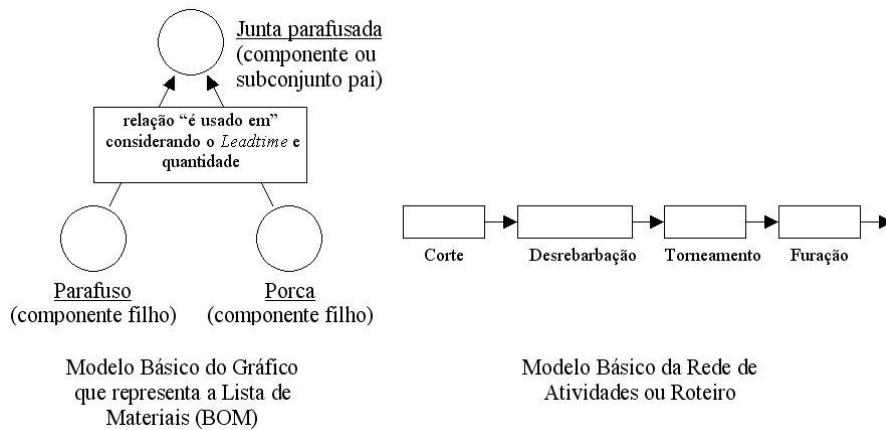 Junta parafusada
(componente ou
subconjunto pai)
relação “é usado em”
considerando o Leadtime e
quantidade
Parafuso
(componente filho)
Porca
(componente filho)
Modelo Básico do Gráfico
que representa a Lista de
Materiais (BOM)
Corte
Desrebarbação
Torneamento
Furação
Modelo Básico da Rede de
Atividades ou Roteiro